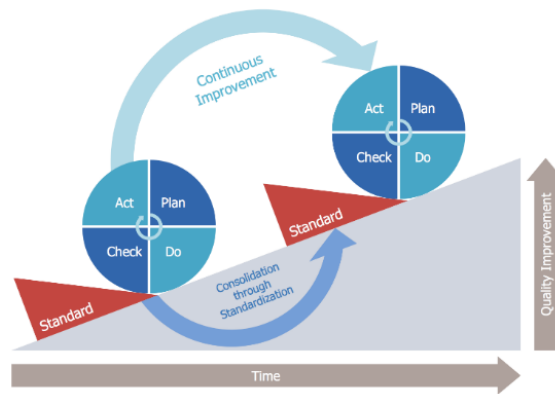 Continuous
Improvement
Act
Plan
Check
Do
Act
Plan
Check
Do
Standard
Standard
Consolidation
through
Standardization
Quality Improvement
Time